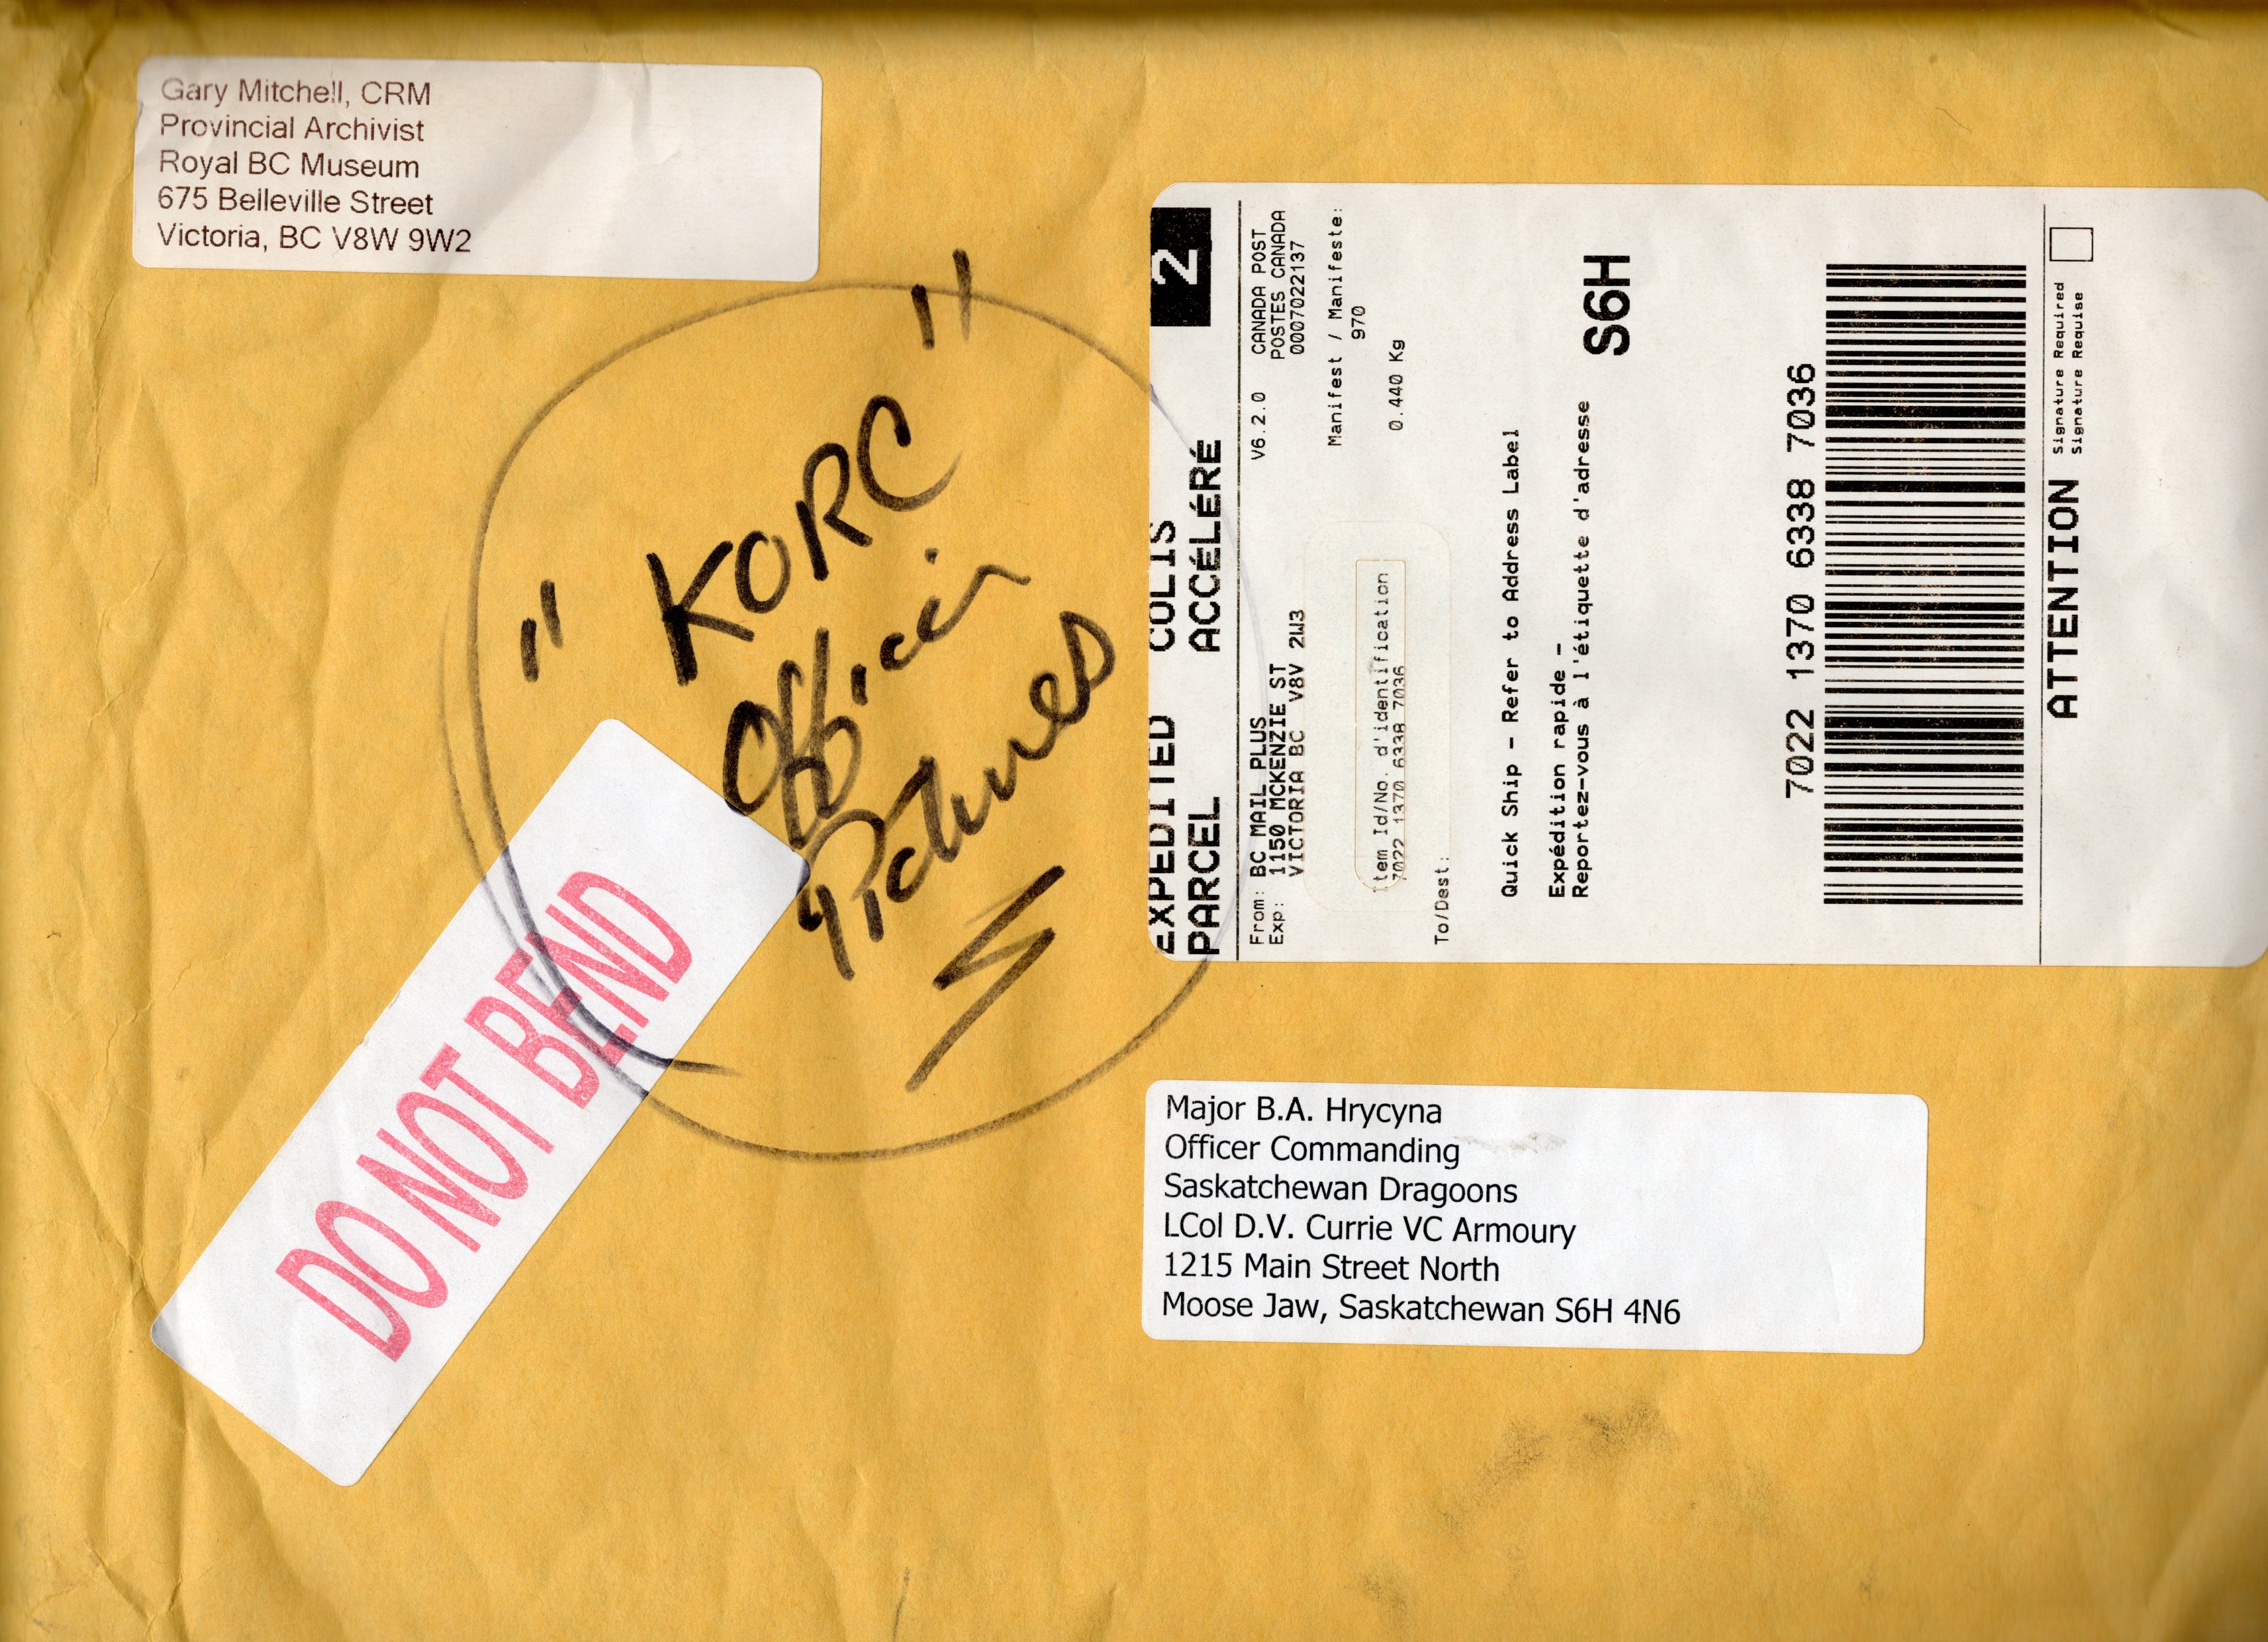 Gary Mitchell, CRM
Provincial Archivist
Royal BC Museum
675 Belleville Street
Victoria, BC V8W 9W2
" KORC "
Officer
Pictures
DO NOT BEND
EXPEDITED COLIS
PARCEL ACCÉLÉRÉ
2
From: BC MAIL PLUS
Exp: 1150 MCKENZIE ST
VICTORIA BC V8V 2W3
V6.2.0 CANADA POST
POSTES CANADA
00070022137
Manifest / Manifeste:
970
0.440 Kg
Item Id/No. d'identification
7022 1370 6338 7036
To/Dest:
Quick Ship - Refer to Address Label
Expédition rapide -
Reportez-vous à l'étiquette d'adresse
S6H
7022 1370 6338 7036
ATTENTION
Signature Required
Signature Requise
Major B.A. Hrycyna
Officer Commanding
Saskatchewan Dragoons
LCol D.V. Currie VC Armoury
1215 Main Street North
Moose Jaw, Saskatchewan S6H 4N6